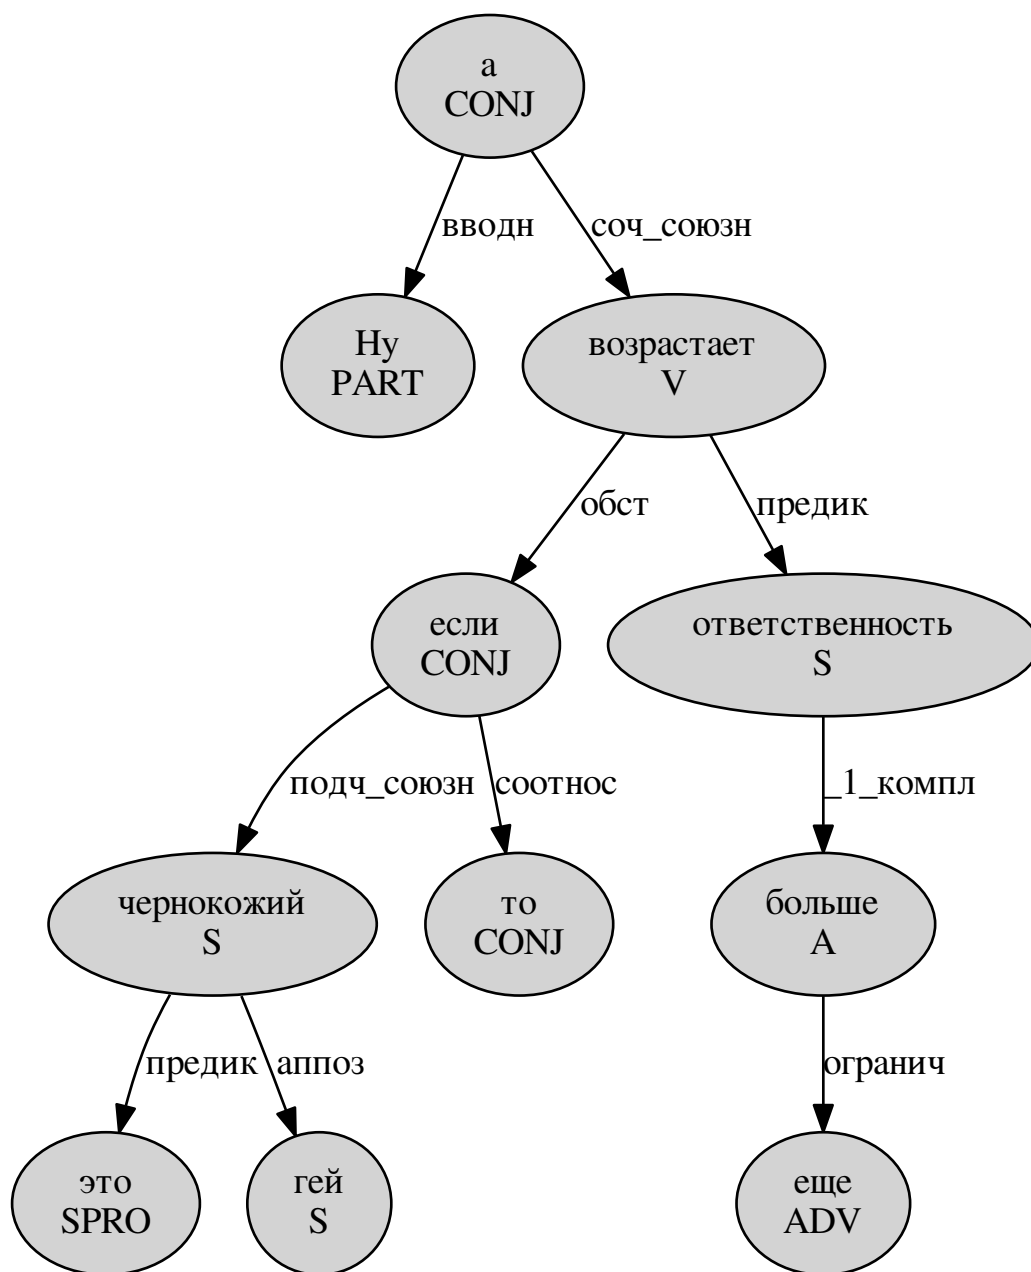 а
CONJ
вводн
соч_союзн
Ну
PART
возрастает
V
обст
предик
если
CONJ
ответственность
S
подч_союзн
соотнос
_1_компл
чернокожий
S
то
CONJ
больше
A
предик
аппоз
огранич
это
SPRO
гей
S
еще
ADV